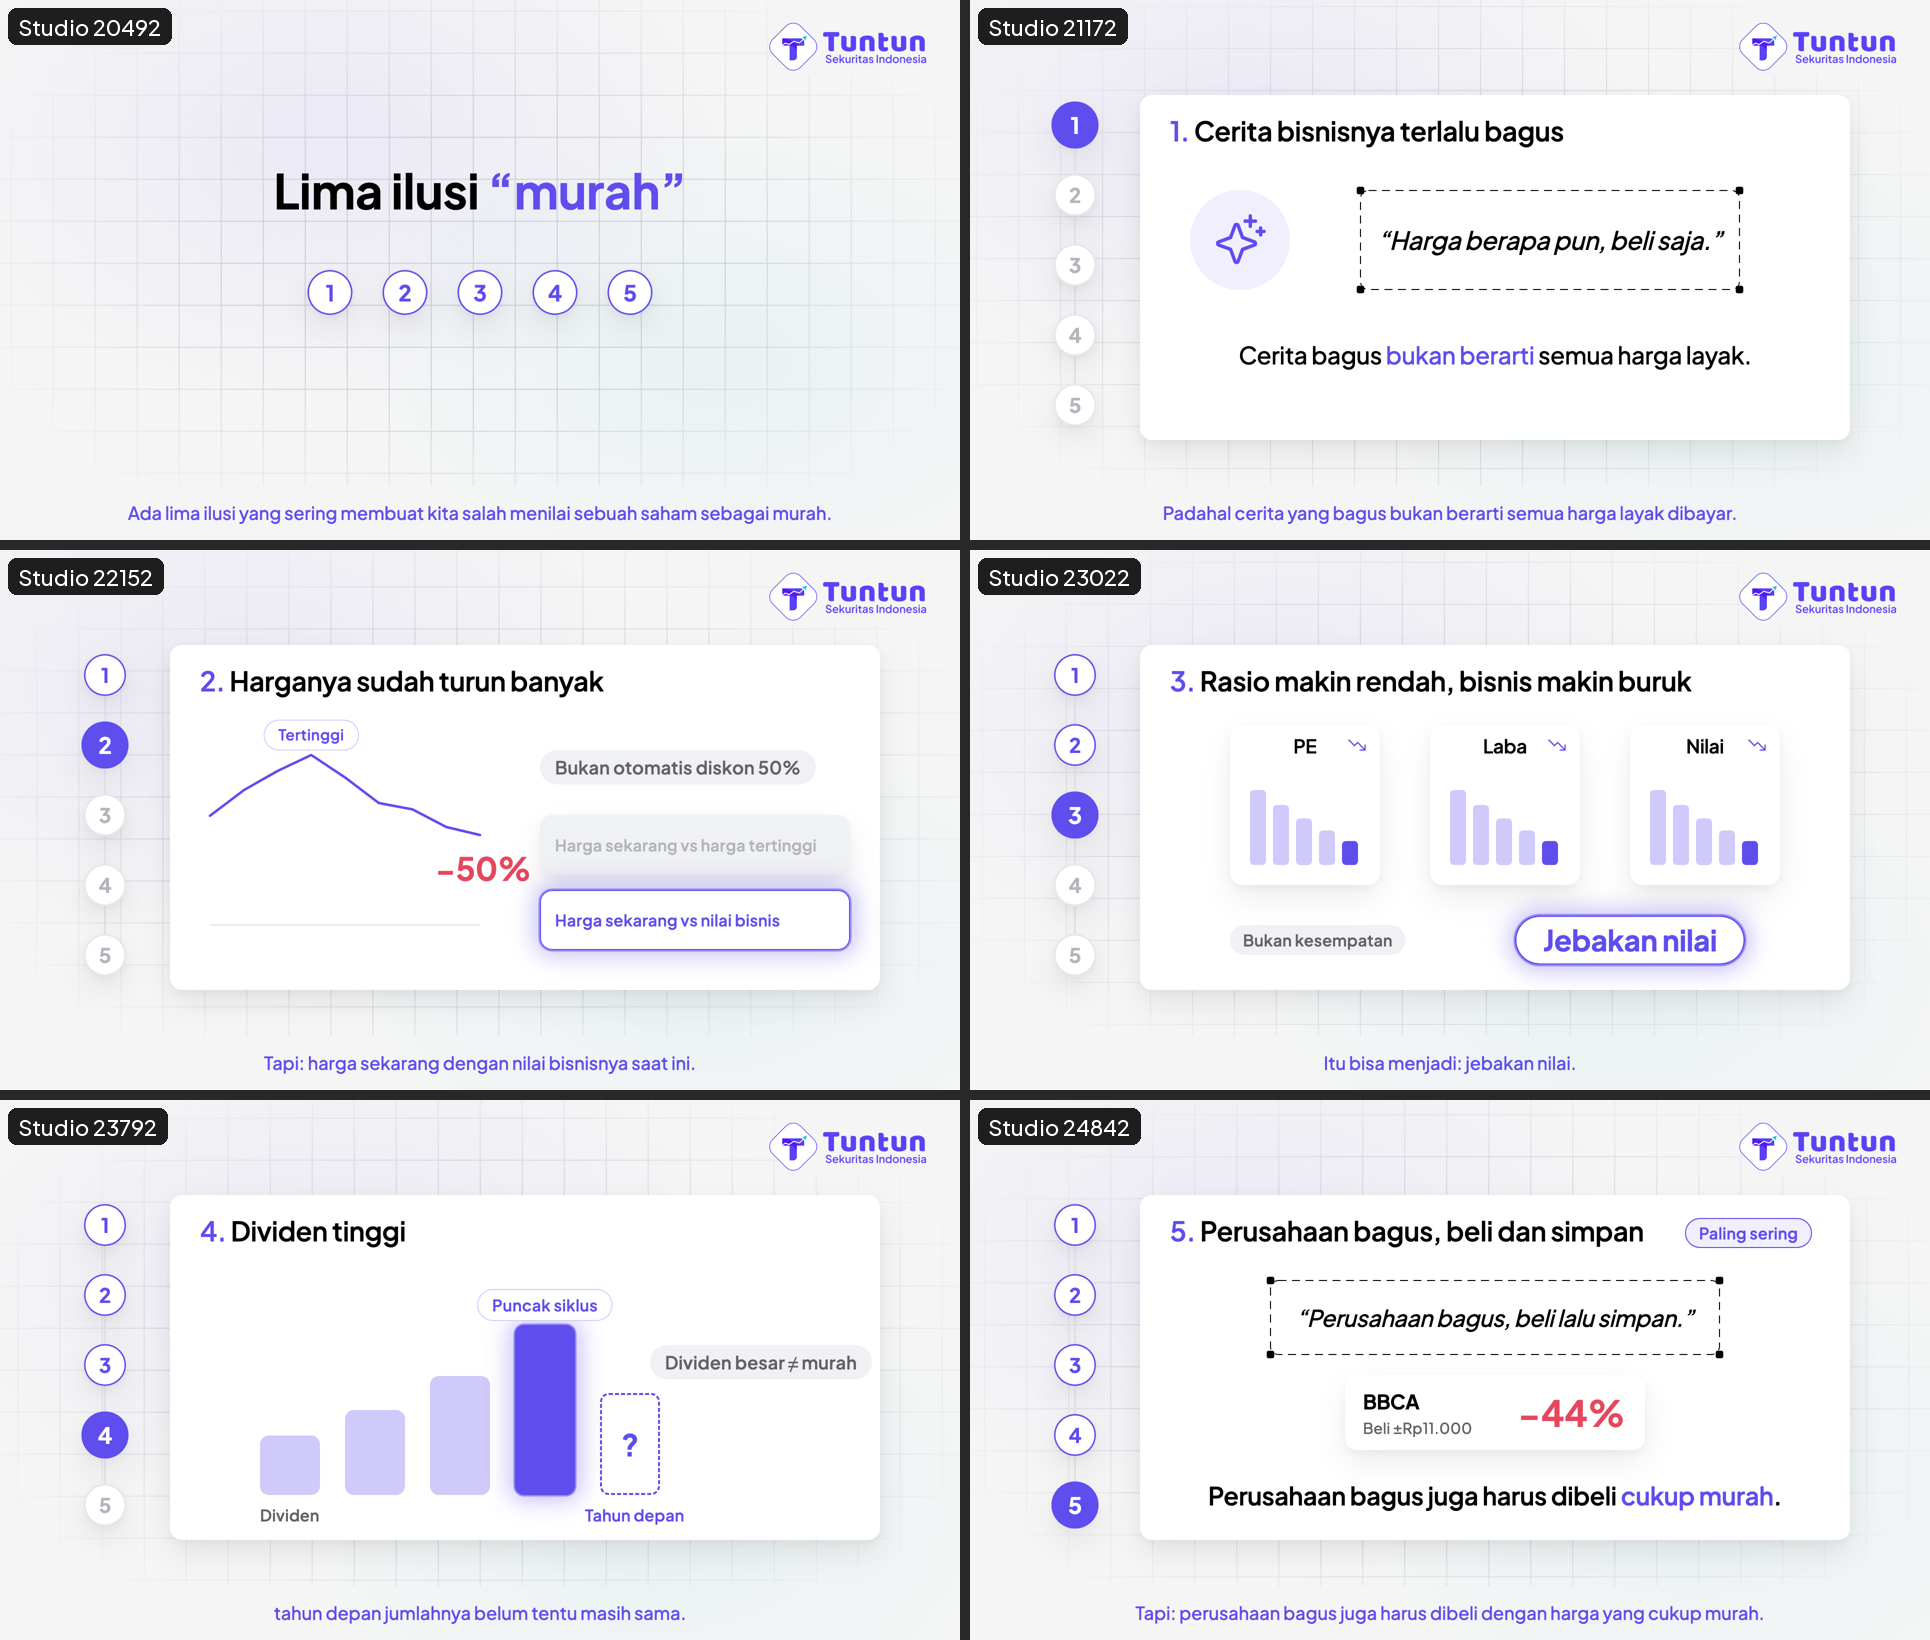 Studio 20492
Tuntun
Sekuritas Indonesia
Lima ilusi “murah”
1 2 3 4 5
Ada lima ilusi yang sering membuat kita salah menilai sebuah saham sebagai murah.
Studio 21172
Tuntun
Sekuritas Indonesia
1
2
3
4
5
1. Cerita bisnisnya terlalu bagus
“Harga berapa pun, beli saja.”
Cerita bagus bukan berarti semua harga layak.
Padahal cerita yang bagus bukan berarti semua harga layak dibayar.
Studio 22152
Tuntun
Sekuritas Indonesia
1
2
3
4
5
2. Harganya sudah turun banyak
Tertinggi
-50%
Bukan otomatis diskon 50%
Harga sekarang vs harga tertinggi
Harga sekarang vs nilai bisnis
Tapi: harga sekarang dengan nilai bisnisnya saat ini.
Studio 23022
Tuntun
Sekuritas Indonesia
1
2
3
4
5
3. Rasio makin rendah, bisnis makin buruk
PE
Laba
Nilai
Bukan kesempatan
Jebakan nilai
Itu bisa menjadi: jebakan nilai.
Studio 23792
Tuntun
Sekuritas Indonesia
1
2
3
4
5
4. Dividen tinggi
Puncak siklus
Dividen besar ≠ murah
?
Dividen
Tahun depan
tahun depan jumlahnya belum tentu masih sama.
Studio 24842
Tuntun
Sekuritas Indonesia
1
2
3
4
5
5. Perusahaan bagus, beli dan simpan
Paling sering
“Perusahaan bagus, beli lalu simpan.”
BBCA
Beli ±Rp11.000
-44%
Perusahaan bagus juga harus dibeli cukup murah.
Tapi: perusahaan bagus juga harus dibeli dengan harga yang cukup murah.